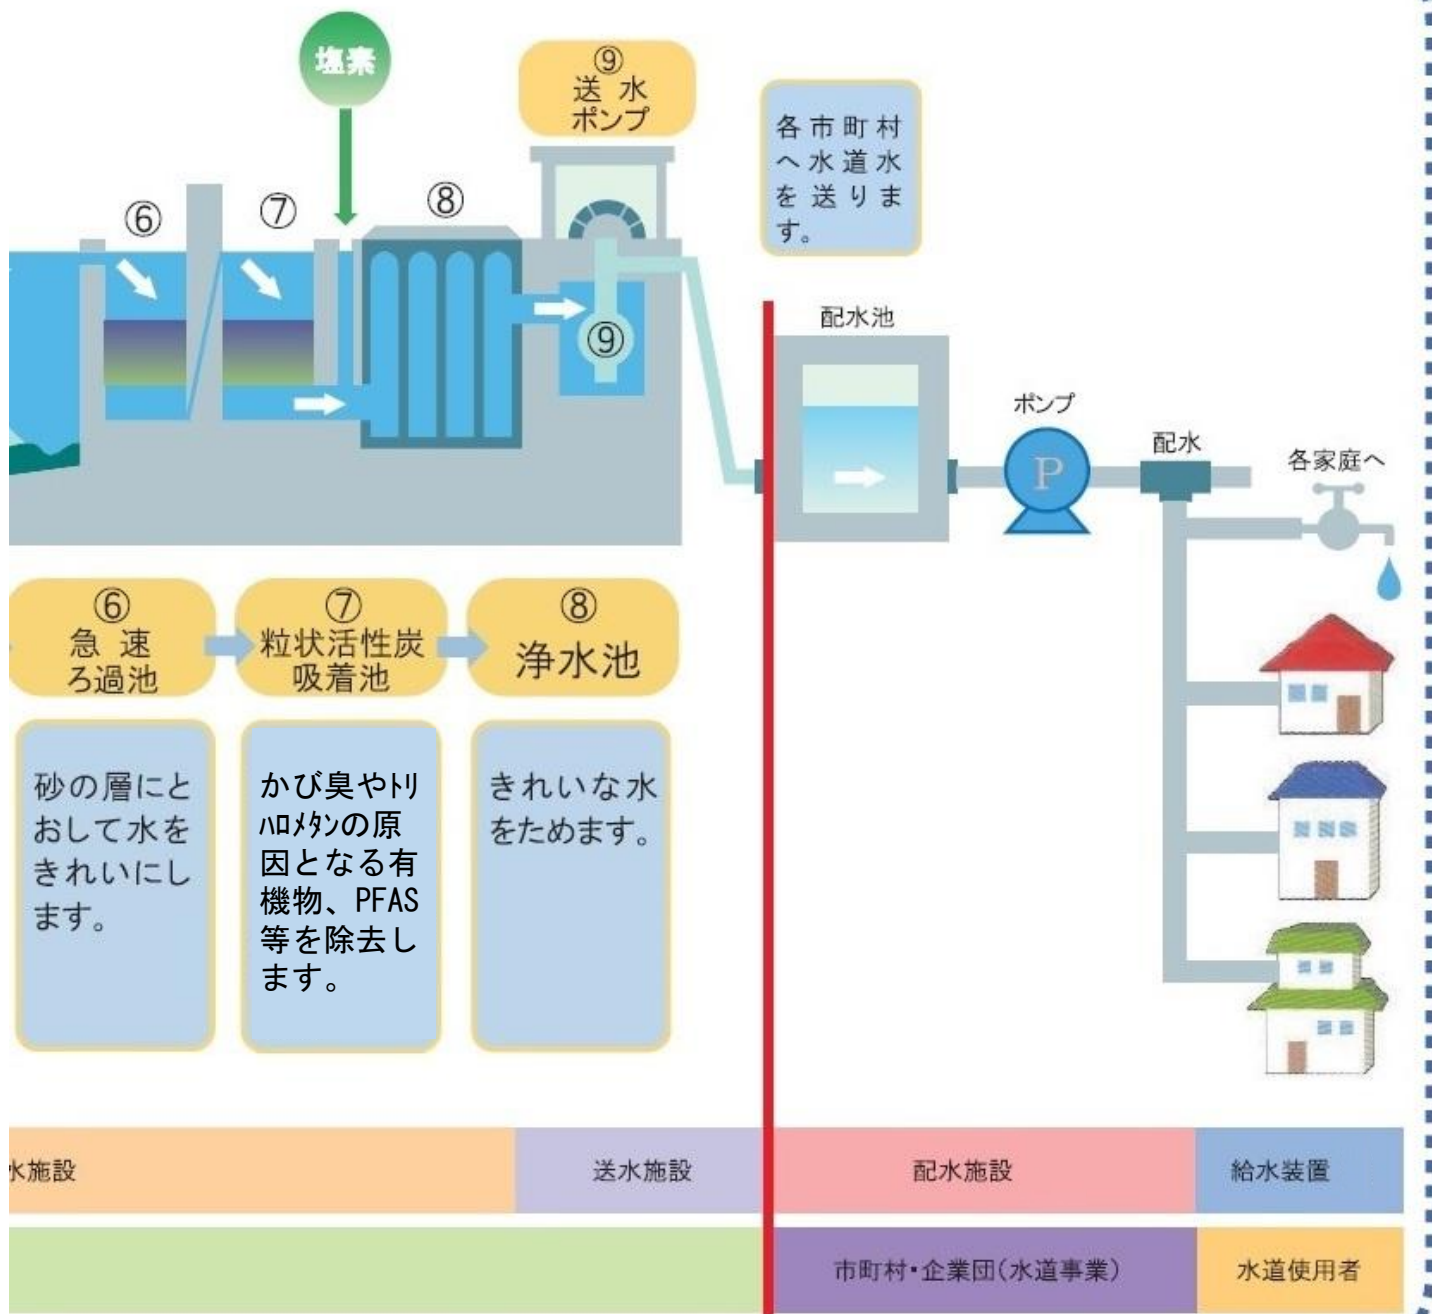 塩素
⑨
送水
ポンプ
各市町村
へ水道水
を送りま
す。
⑥
⑦
⑧
⑨
配水池
ポンプ
P
配水
各家庭へ
⑥
急速
ろ過池
⑦
粒状活性炭
吸着池
⑧
浄水池
砂の層にと
おして水を
きれいにし
ます。
かび臭やﾄﾘ
ﾊﾛﾒﾀﾝの原
因となる有
機物、PFAS
等を除去し
ます。
きれいな水
をためます。
水施設
送水施設
配水施設
給水装置
市町村・企業団(水道事業)
水道使用者